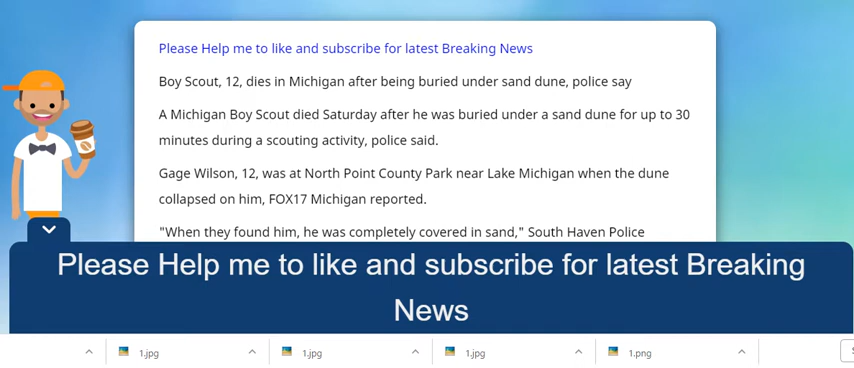 Please Help me to like and subscribe for latest Breaking News
Boy Scout, 12, dies in Michigan after being buried under sand dune, police say
A Michigan Boy Scout died Saturday after he was buried under a sand dune for up to 30
minutes during a scouting activity, police said.
Gage Wilson, 12, was at North Point County Park near Lake Michigan when the dune
collapsed on him, FOX17 Michigan reported.
"When they found him, he was completely covered in sand," South Haven Police
Please Help me to like and subscribe for latest Breaking
News
1.jpg 1.jpg 1.jpg 1.png